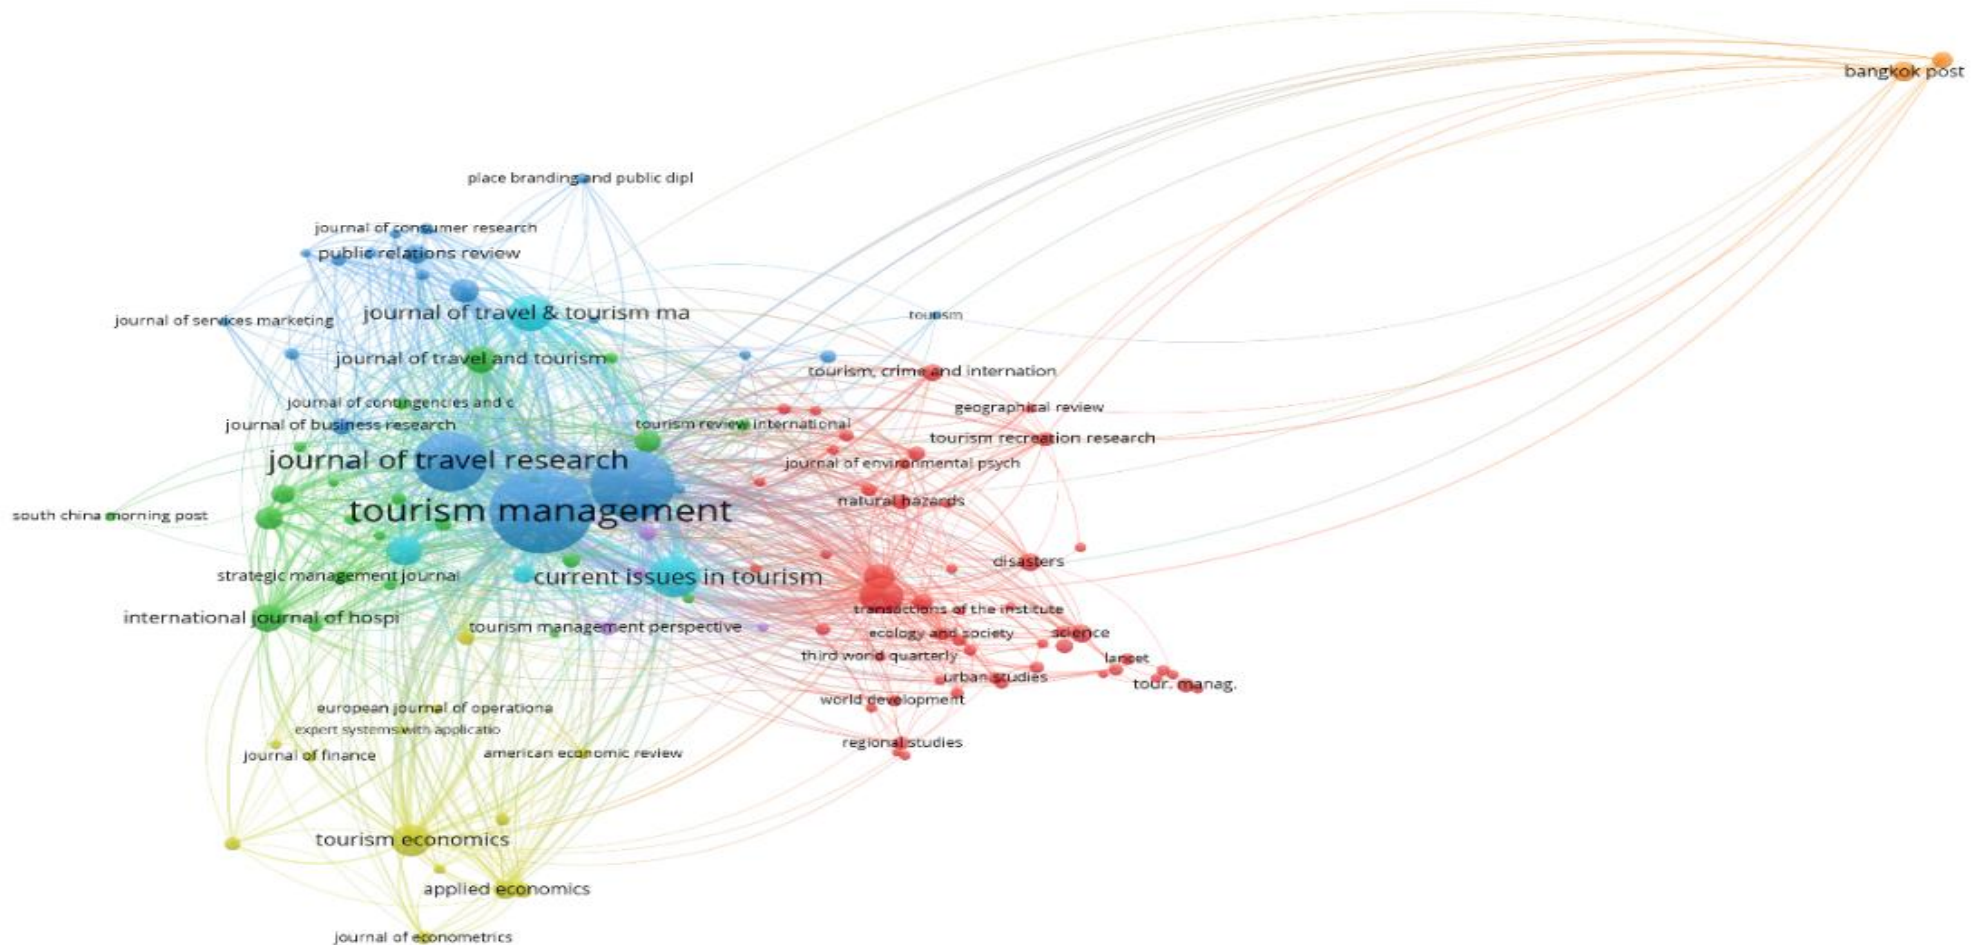 bangkok post
place branding and public dipl
journal of consumer research
public relations review
journal of travel & tourism ma
tourism
journal of services marketing
journal of travel and tourism
tourism, crime and internation
journal of contingencies and c
geographical review
journal of business research
tourism review international
tourism recreation research
journal of travel research
journal of environmental psych
natural hazards
tourism management
south china morning post
disasters
strategic management journal
current issues in tourism
transactions of the institute
international journal of hospi
tourism management perspective
ecology and society
science
third world quarterly
lancet
urban studies
tour. manag.
world development
european journal of operationa
expert systems with applicatio
regional studies
journal of finance
american economic review
tourism economics
applied economics
journal of econometrics